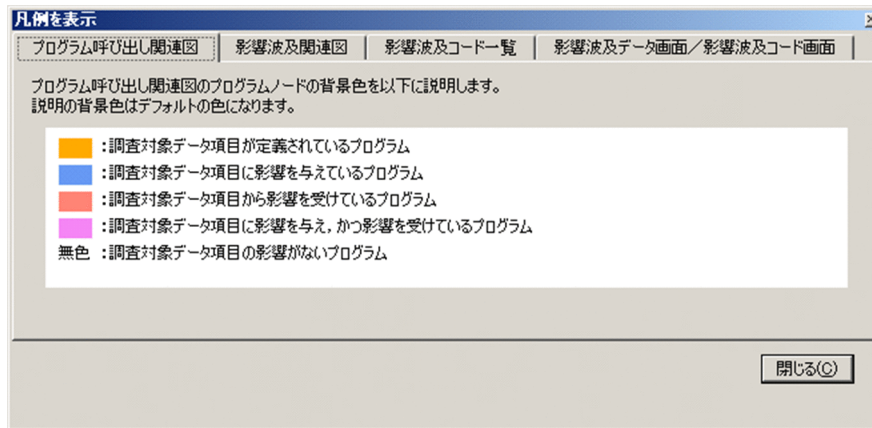 凡例を表示
プログラム呼び出し関連図 影響波及関連図 影響波及コード一覧 影響波及データ画面／影響波及コード画面
プログラム呼び出し関連図のプログラムノードの背景色を以下に説明します。
説明の背景色はデフォルトの色になります。
：調査対象データ項目が定義されているプログラム
：調査対象データ項目に影響を与えているプログラム
：調査対象データ項目から影響を受けているプログラム
：調査対象データ項目に影響を与え，かつ影響を受けているプログラム
無色 ：調査対象データ項目の影響がないプログラム
閉じる(C)